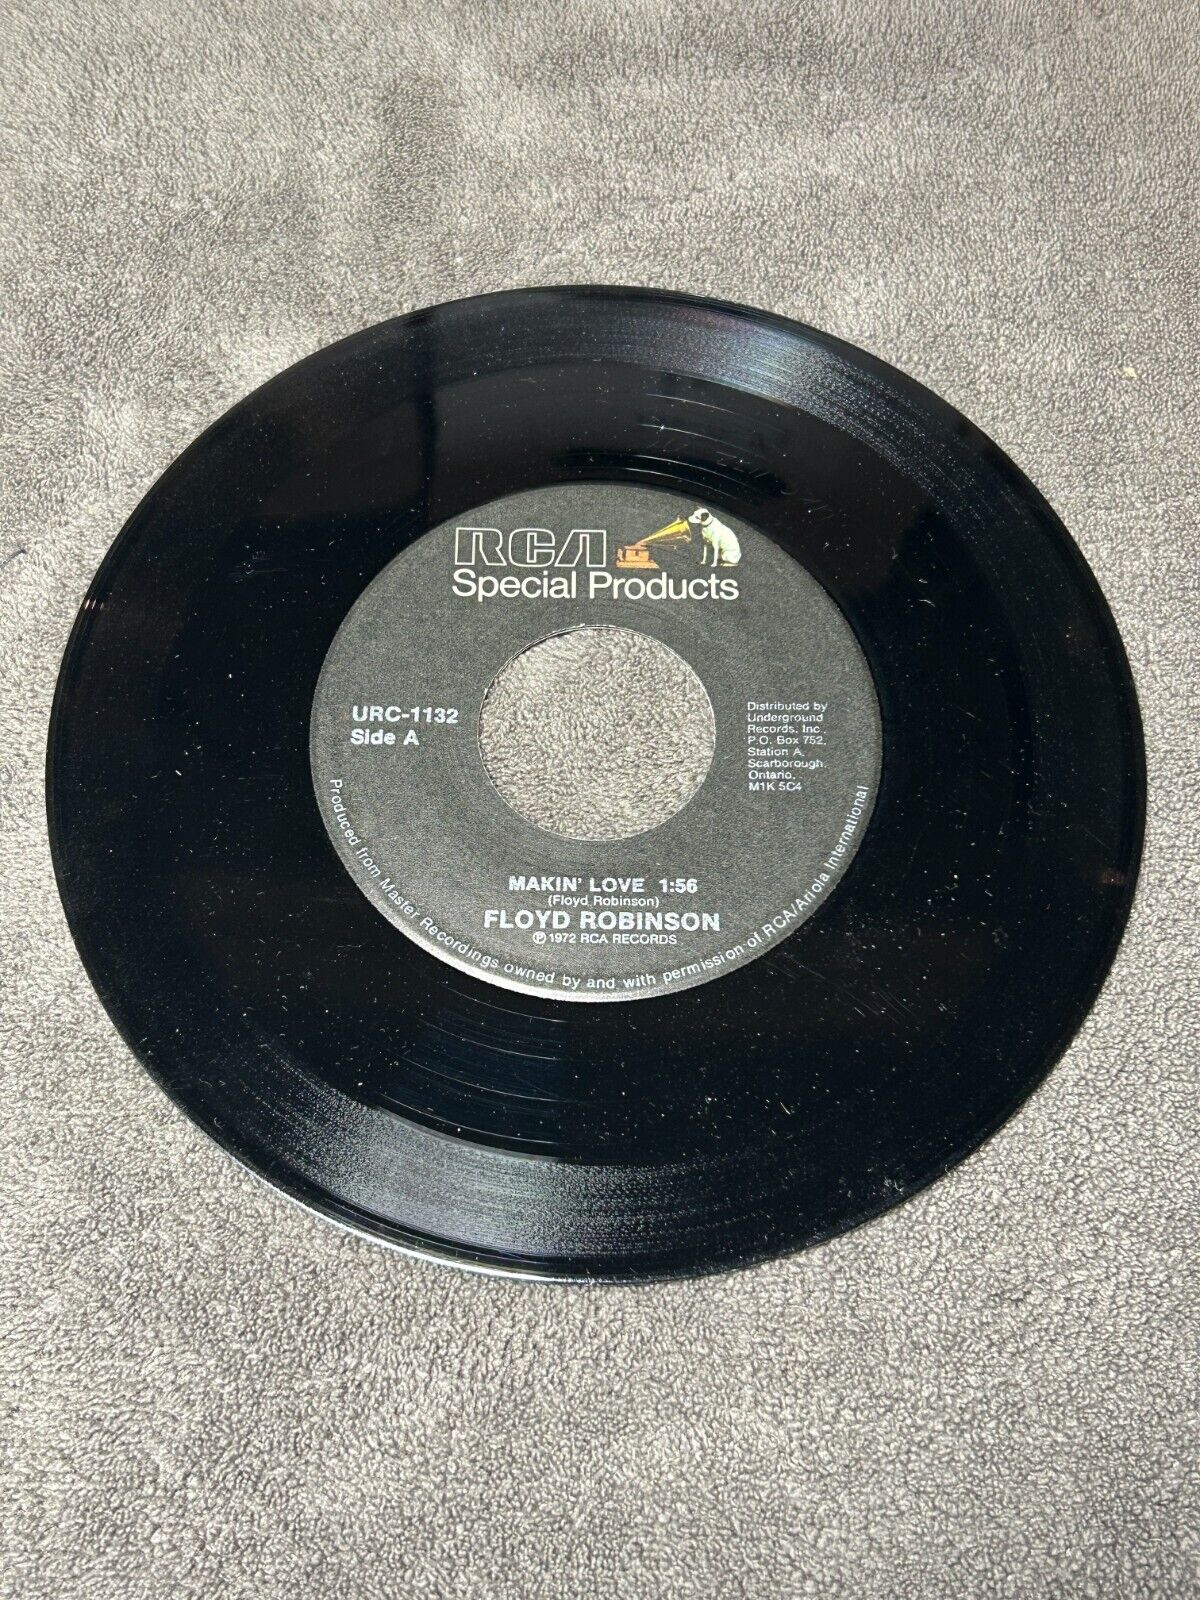 RCA
Special Products
URC-1132
Side A
Distributed by
Underground
Records, Inc.
P.O. Box 752,
Station A,
Scarborough,
Ontario,
M1K 5C4
MAKIN' LOVE 1:56
(Floyd Robinson)
FLOYD ROBINSON
℗ 1972 RCA RECORDS
Produced from Master Recordings owned by and with permission of RCA/Ariola International